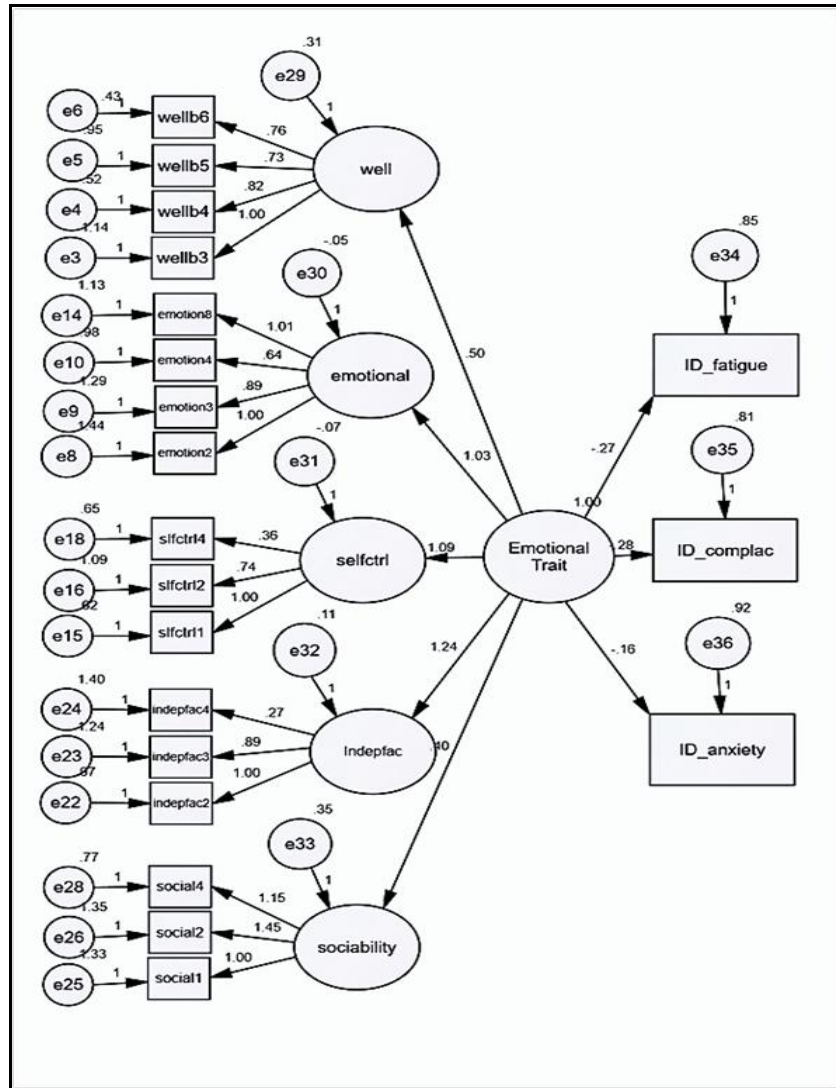 .31
e29
1
.43
e6
1
wellb6
.76
.95
e5
1
wellb5
.73
well
.52
e4
1
wellb4
.82
1.14
1.00
e3
1
wellb3
-.05
e30
1
1.13
e14
1
emotion8
1.01
.98
e10
1
emotion4
.64
emotional
1.29
e9
1
emotion3
.89
1.44
1.00
e8
1
emotion2
-.07
e31
1
.65
e18
1
slfctrl4
.36
1.09
e16
1
slfctrl2
.74
selfctrl
e15
1
slfctrl1
1.00
.11
e32
1
1.40
e24
1
indepfac4
.27
1.24
e23
1
indepfac3
.89
Indepfac
e22
1
indepfac2
1.00
.35
e33
1
.77
e28
1
social4
1.15
1.35
e26
1
social2
1.45
sociability
1.33
e25
1
social1
1.00
.50
1.03
1.09
1.24
.40
1.00
Emotional
Trait
.85
e34
1
ID_fatigue
-.27
.81
e35
1
.28
ID_complac
.92
e36
1
-.16
ID_anxiety